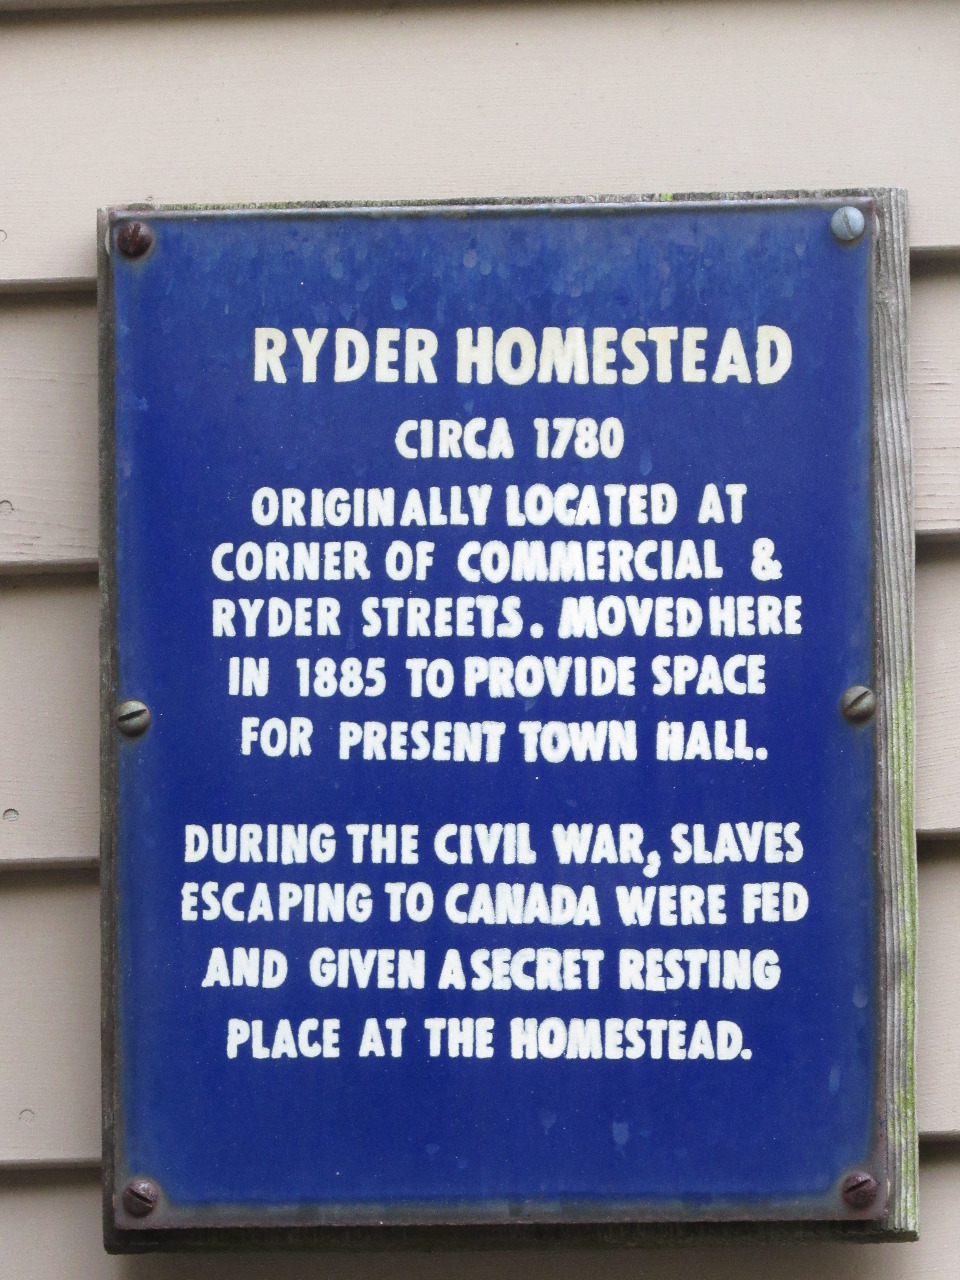 RYDER HOMESTEAD
CIRCA 1780
ORIGINALLY LOCATED AT
CORNER OF COMMERCIAL &
RYDER STREETS. MOVED HERE
IN 1885 TO PROVIDE SPACE
FOR PRESENT TOWN HALL.
DURING THE CIVIL WAR, SLAVES
ESCAPING TO CANADA WERE FED
AND GIVEN A SECRET RESTING
PLACE AT THE HOMESTEAD.